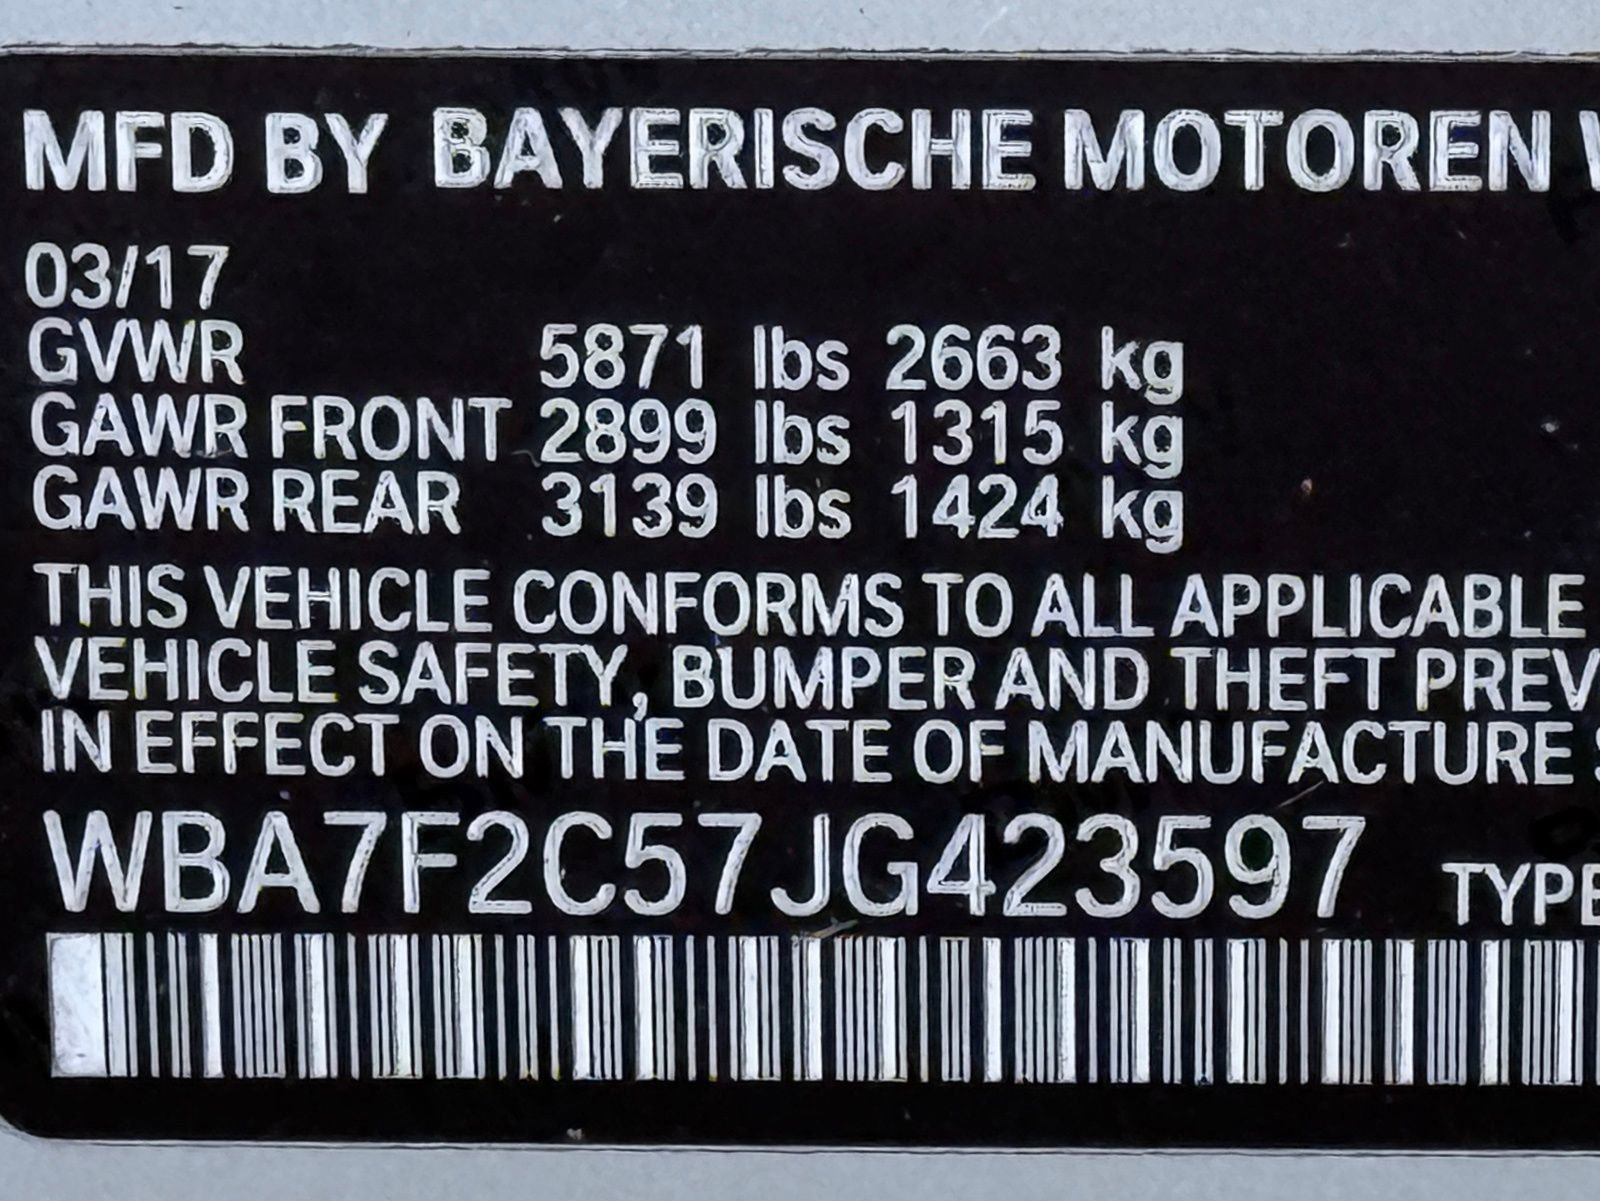 MFD BY BAYERISCHE MOTOREN
03/17
GVWR 5871 lbs 2663 kg
GAWR FRONT 2899 lbs 1315 kg
GAWR REAR 3139 lbs 1424 kg
THIS VEHICLE CONFORMS TO ALL APPLICABLE
VEHICLE SAFETY, BUMPER AND THEFT PREV
IN EFFECT ON THE DATE OF MANUFACTURE
WBA7F2C57JG423597 TYPE